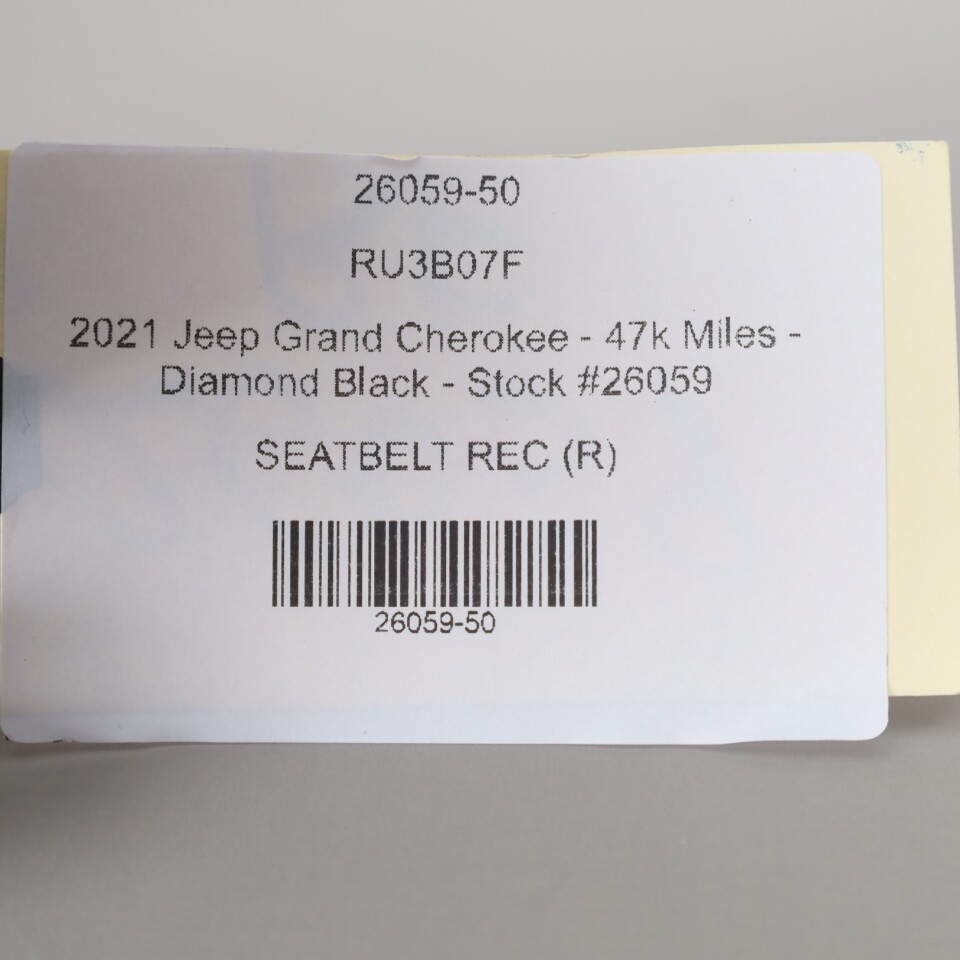 26059-50
RU3B07F
2021 Jeep Grand Cherokee - 47k Miles -
Diamond Black - Stock #26059
SEATBELT REC (R)
26059-50